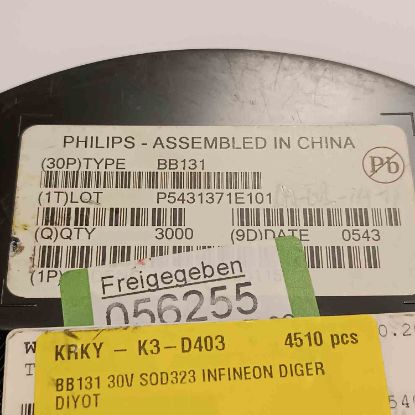 PHILIPS - ASSEMBLED IN CHINA
(30P)TYPE BB131
Pb
(1T)LOT P5431371E101
(Q)QTY 3000 (9D)DATE 0543
(1P)
Freigegeben
056255
KRKY - K3-D403 4510 pcs
BB131 30V SOD323 INFINEON DIGER
DIYOT